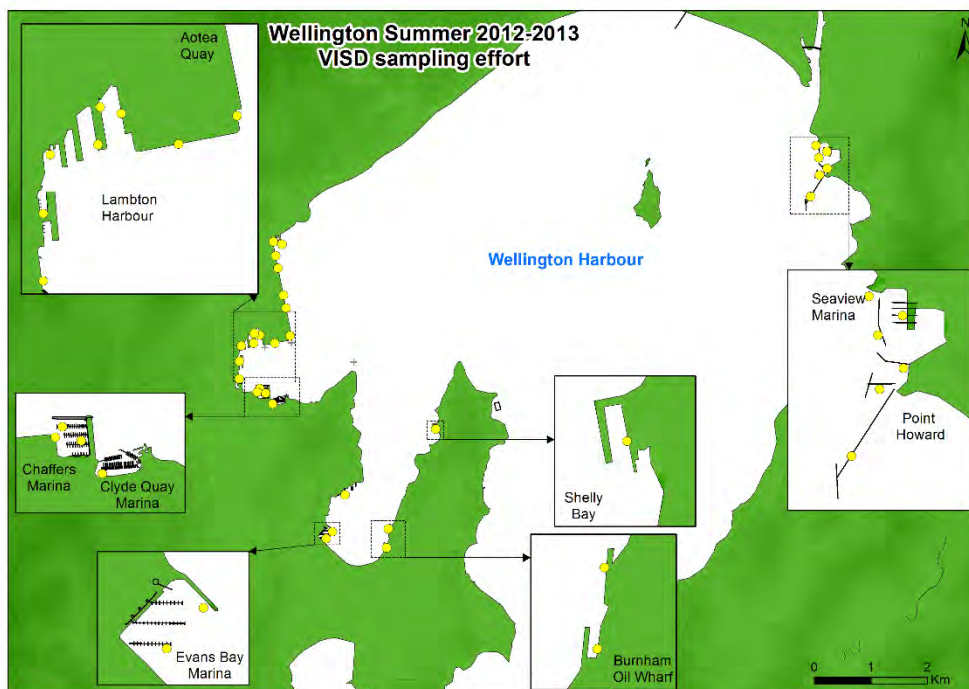 Wellington Summer 2012-2013
VISD sampling effort
N
Aotea
Quay
Lambton
Harbour
Wellington Harbour
Seaview
Marina
Point
Howard
Chaffers
Marina
Clyde Quay
Marina
Shelly
Bay
Evans Bay
Marina
Burnham
Oil Wharf
0 1 2
Km